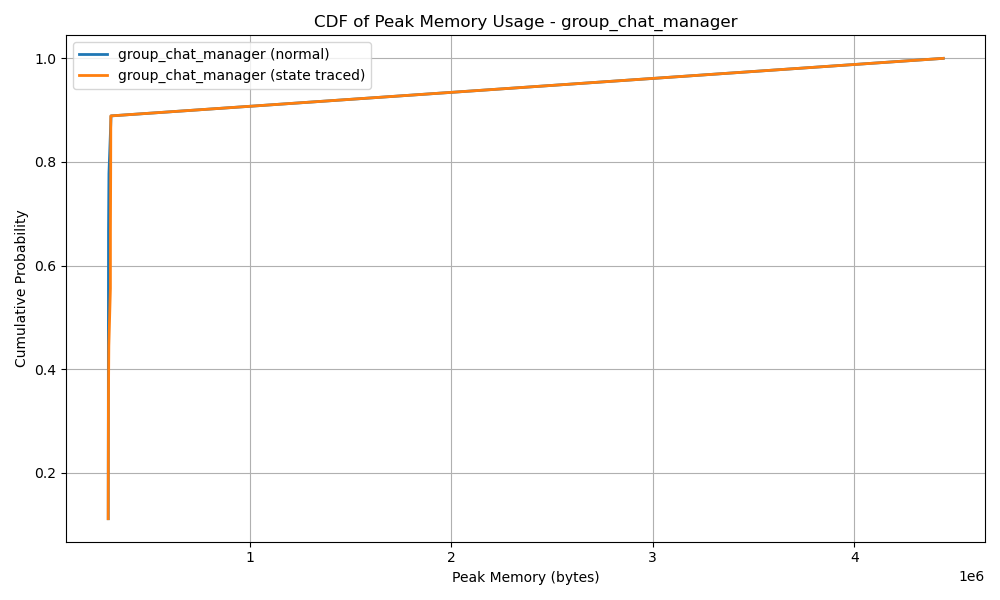 CDF of Peak Memory Usage - group_chat_manager
group_chat_manager (normal)
group_chat_manager (state traced)
Cumulative Probability
1.0
0.8
0.6
0.4
0.2
1 2 3 4
1e6
Peak Memory (bytes)